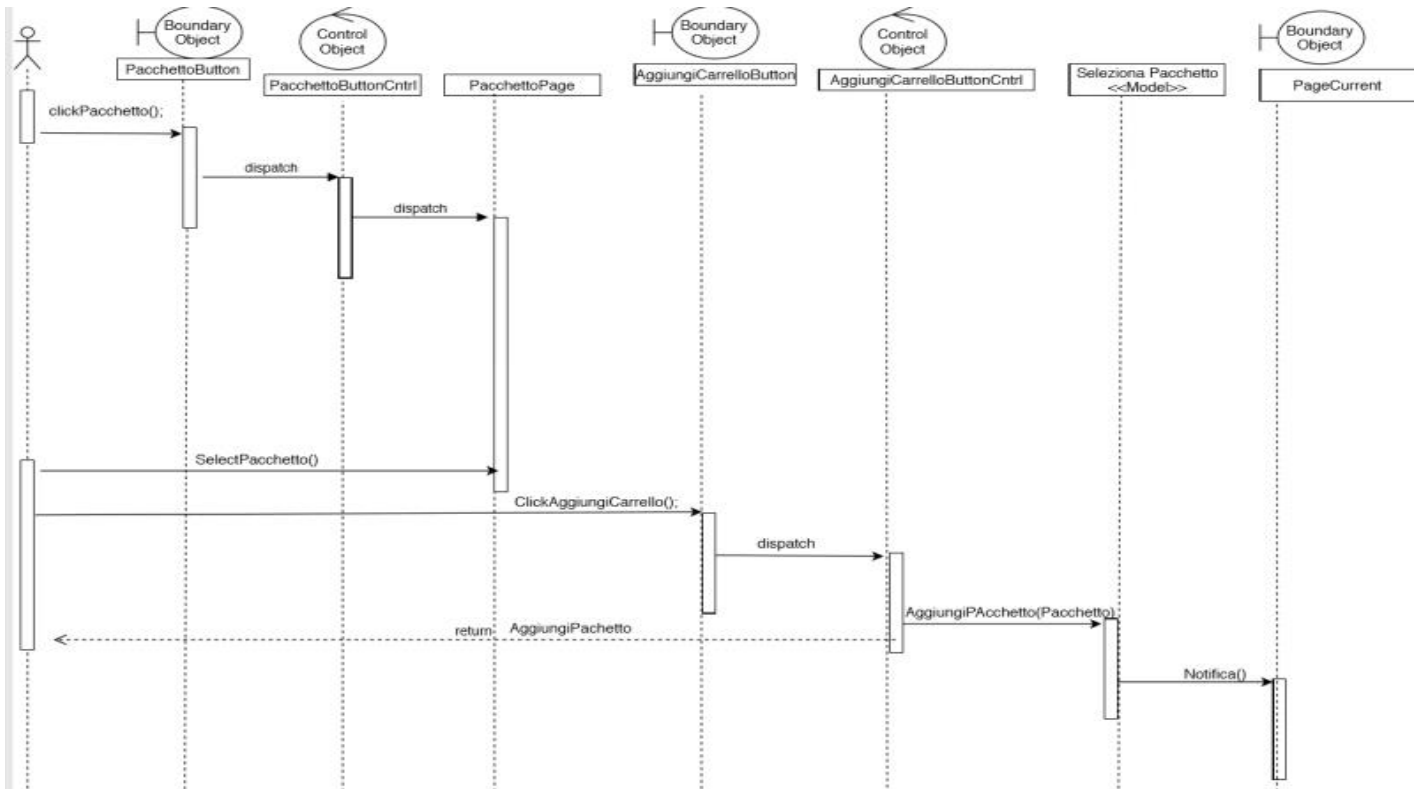 Boundary
Object
PacchettoButton
Control
Object
PacchettoButtonCntrl
PacchettoPage
Boundary
Object
AggiungiCarrelloButton
Control
Object
AggiungiCarrelloButtonCntrl
Seleziona Pacchetto
<<Model>>
Boundary
Object
PageCurrent
clickPacchetto();
dispatch
dispatch
SelectPacchetto()
ClickAggiungiCarrello();
dispatch
AggiungiPAcchetto(Pacchetto)
return AggiungiPachetto
Notifica()